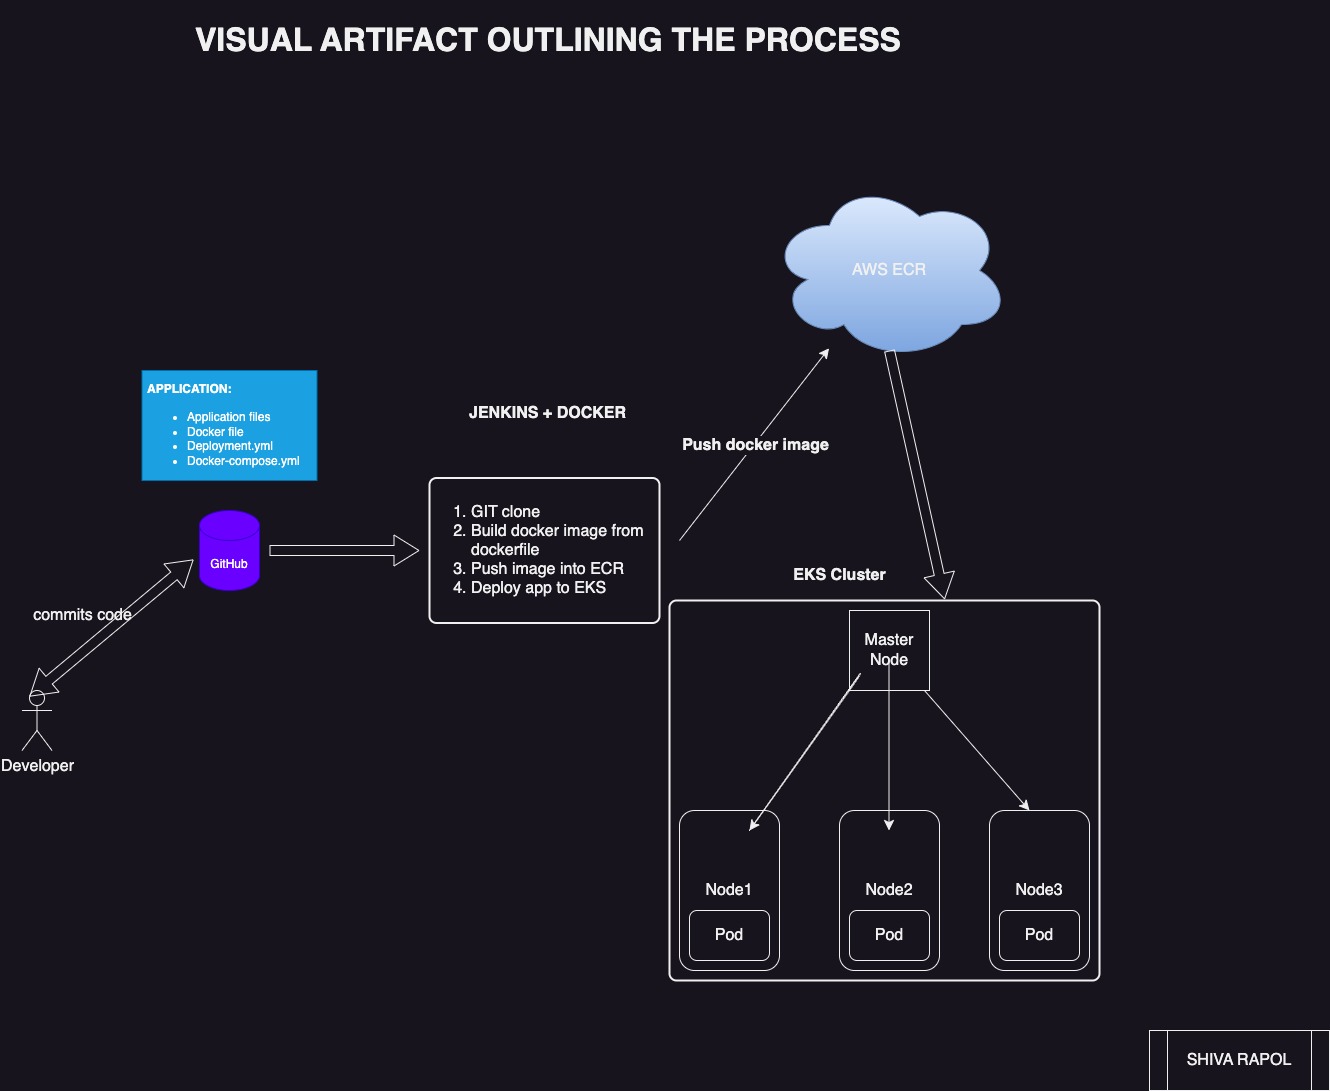 VISUAL ARTIFACT OUTLINING THE PROCESS
AWS ECR
APPLICATION:
• Application files
• Docker file
• Deployment.yml
• Docker-compose.yml
JENKINS + DOCKER
Push docker image
1. GIT clone
2. Build docker image from
dockerfile
3. Push image into ECR
4. Deploy app to EKS
GitHub
commits code
Developer
EKS Cluster
Master
Node
Node1
Node2
Node3
Pod
Pod
Pod
SHIVA RAPOL